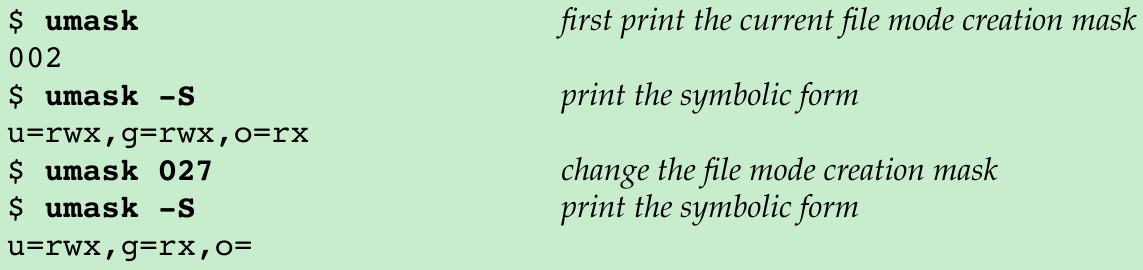 $ umask first print the current file mode creation mask
002
$ umask -S print the symbolic form
u=rwx,g=rwx,o=rx
$ umask 027 change the file mode creation mask
$ umask -S print the symbolic form
u=rwx,g=rx,o=